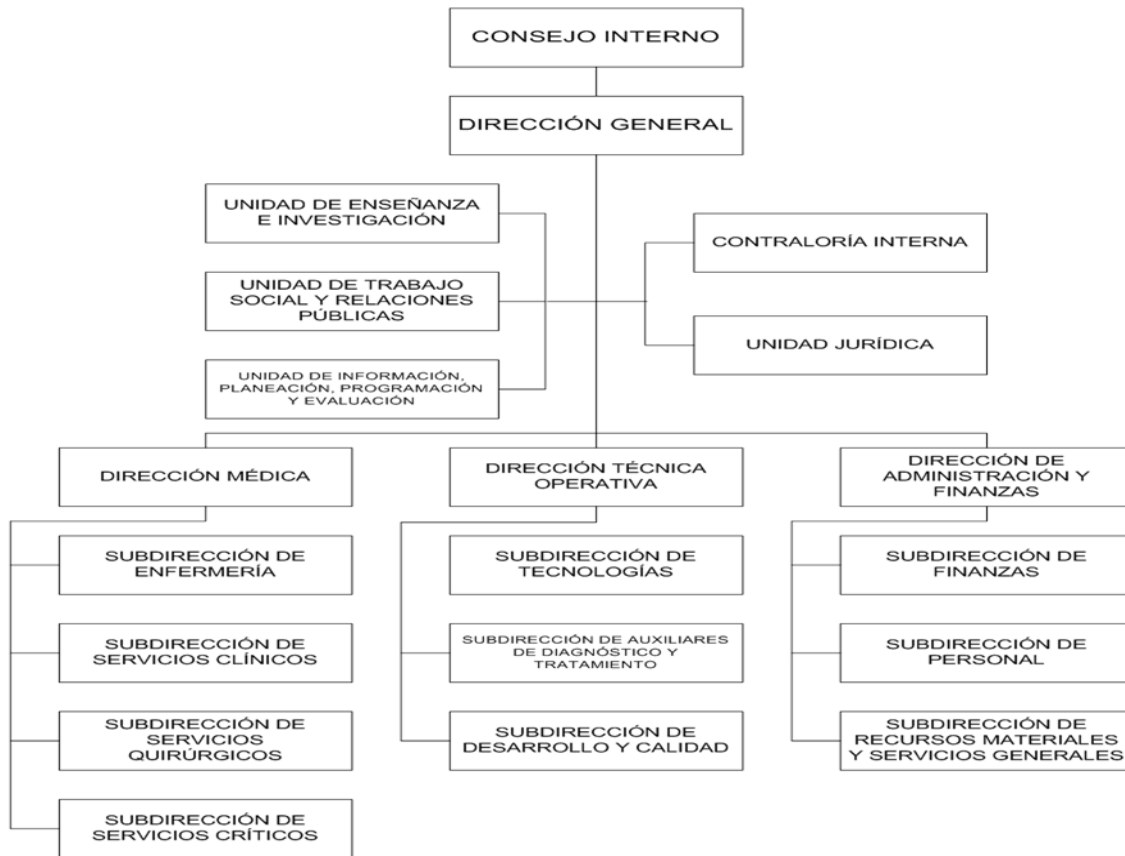 CONSEJO INTERNO
DIRECCIÓN GENERAL
UNIDAD DE ENSEÑANZA
E INVESTIGACIÓN
CONTRALORÍA INTERNA
UNIDAD DE TRABAJO
SOCIAL Y RELACIONES
PÚBLICAS
UNIDAD JURÍDICA
UNIDAD DE INFORMACIÓN,
PLANEACIÓN, PROGRAMACIÓN
Y EVALUACIÓN
DIRECCIÓN MÉDICA
SUBDIRECCIÓN DE
ENFERMERÍA
SUBDIRECCIÓN DE
SERVICIOS CLÍNICOS
SUBDIRECCIÓN DE
SERVICIOS
QUIRÚRGICOS
SUBDIRECCIÓN DE
SERVICIOS CRÍTICOS
DIRECCIÓN TÉCNICA
OPERATIVA
SUBDIRECCIÓN DE
TECNOLOGÍAS
SUBDIRECCIÓN DE AUXILIARES
DE DIAGNÓSTICO Y
TRATAMIENTO
SUBDIRECCIÓN DE
DESARROLLO Y CALIDAD
DIRECCIÓN DE
ADMINISTRACIÓN Y
FINANZAS
SUBDIRECCIÓN DE
FINANZAS
SUBDIRECCIÓN DE
PERSONAL
SUBDIRECCIÓN DE
RECURSOS MATERIALES
Y SERVICIOS GENERALES